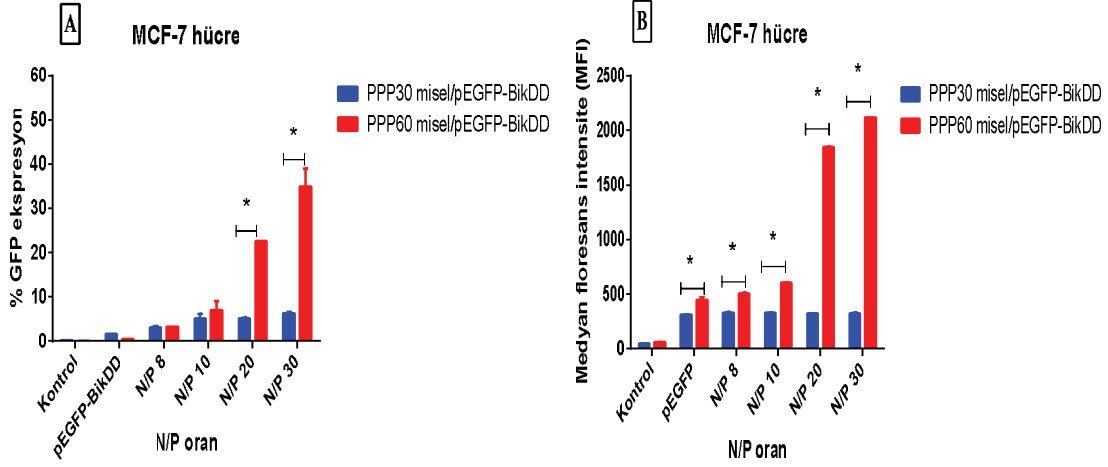 A
MCF-7 hücre
% GFP ekspresyon
60
50
40
30
20
10
0
*
*
PPP30 misel/pEGFP-BikDD
PPP60 misel/pEGFP-BikDD
Kontrol
pEGFP-BikDD
N/P 8
N/P 10
N/P 20
N/P 30
N/P oran
B
MCF-7 hücre
Medyan floresans intensite (MFI)
2500
2000
1500
1000
500
0
*
*
*
*
*
PPP30 misel/pEGFP-BikDD
PPP60 misel/pEGFP-BikDD
Kontrol
pEGFP
N/P 8
N/P 10
N/P 20
N/P 30
N/P oran